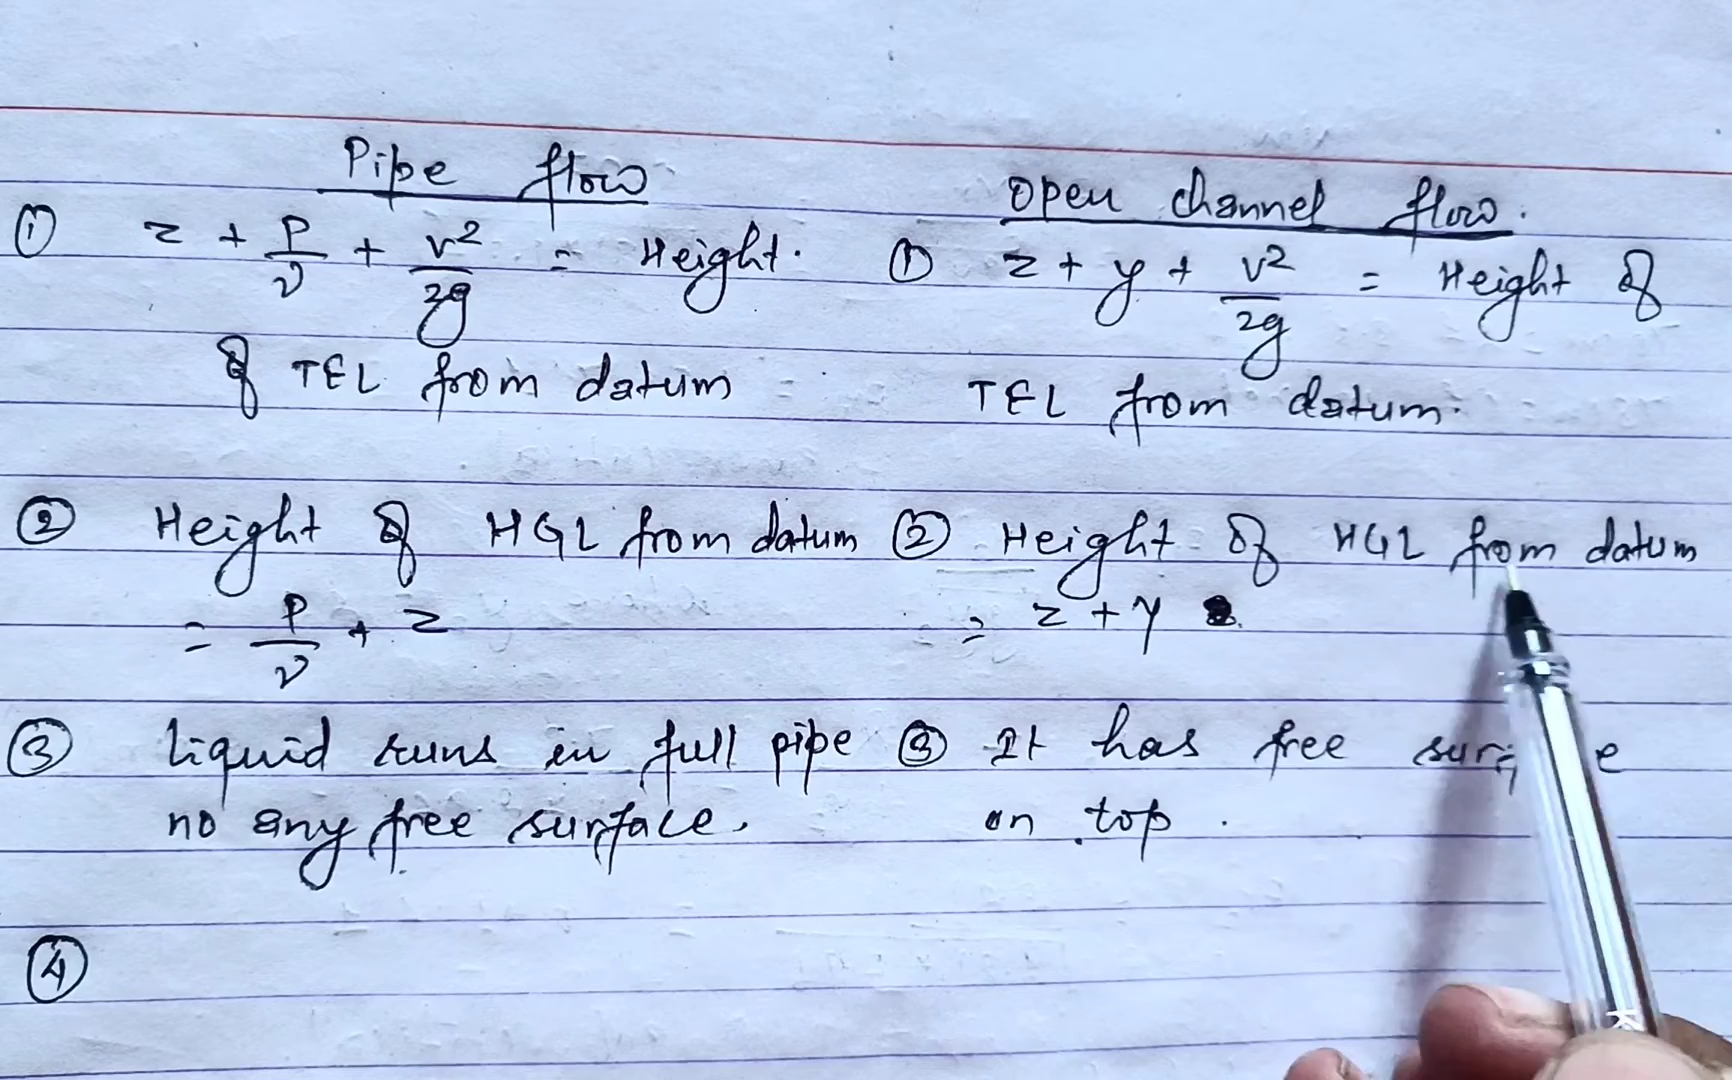 Pipe flow
open channel flow.
① z + P/γ + v²/2g = Height.
of TEL from datum
① z + y + v²/2g = Height of
TEL from datum.
② Height of HGL from datum
= P/γ + z
② Height of HGL from datum
= z + y
③ liquid runs in full pipe
no any free surface.
③ It has free
on top.
④